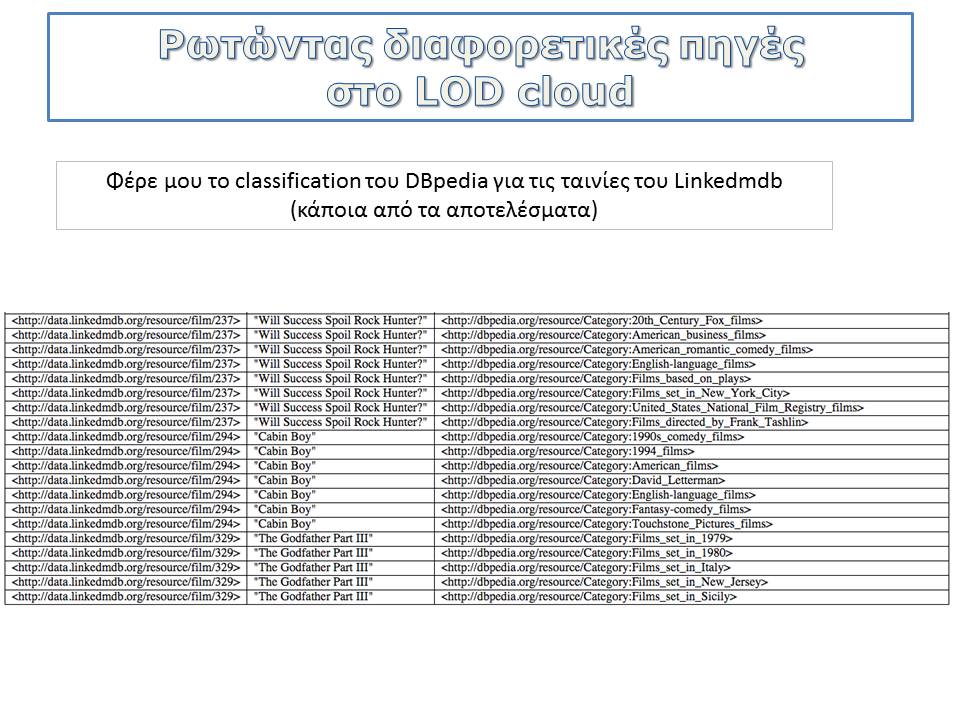 Ρωτώντας διαφορετικές πηγές
στο LOD cloud
Φέρε μου το classification του DBpedia για τις ταινίες του Linkedmdb
(κάποια από τα αποτελέσματα)
<http://data.linkedmdb.org/resource/film/237> "Will Success Spoil Rock Hunter?" <http://dbpedia.org/resource/Category:20th_Century_Fox_films>
<http://data.linkedmdb.org/resource/film/237> "Will Success Spoil Rock Hunter?" <http://dbpedia.org/resource/Category:American_business_films>
<http://data.linkedmdb.org/resource/film/237> "Will Success Spoil Rock Hunter?" <http://dbpedia.org/resource/Category:American_romantic_comedy_films>
<http://data.linkedmdb.org/resource/film/237> "Will Success Spoil Rock Hunter?" <http://dbpedia.org/resource/Category:English-language_films>
<http://data.linkedmdb.org/resource/film/237> "Will Success Spoil Rock Hunter?" <http://dbpedia.org/resource/Category:Films_based_on_plays>
<http://data.linkedmdb.org/resource/film/237> "Will Success Spoil Rock Hunter?" <http://dbpedia.org/resource/Category:Films_set_in_New_York_City>
<http://data.linkedmdb.org/resource/film/237> "Will Success Spoil Rock Hunter?" <http://dbpedia.org/resource/Category:United_States_National_Film_Registry_films>
<http://data.linkedmdb.org/resource/film/237> "Will Success Spoil Rock Hunter?" <http://dbpedia.org/resource/Category:Films_directed_by_Frank_Tashlin>
<http://data.linkedmdb.org/resource/film/294> "Cabin Boy" <http://dbpedia.org/resource/Category:1990s_comedy_films>
<http://data.linkedmdb.org/resource/film/294> "Cabin Boy" <http://dbpedia.org/resource/Category:1994_films>
<http://data.linkedmdb.org/resource/film/294> "Cabin Boy" <http://dbpedia.org/resource/Category:American_films>
<http://data.linkedmdb.org/resource/film/294> "Cabin Boy" <http://dbpedia.org/resource/Category:David_Letterman>
<http://data.linkedmdb.org/resource/film/294> "Cabin Boy" <http://dbpedia.org/resource/Category:English-language_films>
<http://data.linkedmdb.org/resource/film/294> "Cabin Boy" <http://dbpedia.org/resource/Category:Fantasy-comedy_films>
<http://data.linkedmdb.org/resource/film/294> "Cabin Boy" <http://dbpedia.org/resource/Category:Touchstone_Pictures_films>
<http://data.linkedmdb.org/resource/film/329> "The Godfather Part III" <http://dbpedia.org/resource/Category:Films_set_in_1979>
<http://data.linkedmdb.org/resource/film/329> "The Godfather Part III" <http://dbpedia.org/resource/Category:Films_set_in_1980>
<http://data.linkedmdb.org/resource/film/329> "The Godfather Part III" <http://dbpedia.org/resource/Category:Films_set_in_Italy>
<http://data.linkedmdb.org/resource/film/329> "The Godfather Part III" <http://dbpedia.org/resource/Category:Films_set_in_New_Jersey>
<http://data.linkedmdb.org/resource/film/329> "The Godfather Part III" <http://dbpedia.org/resource/Category:Films_set_in_Sicily>